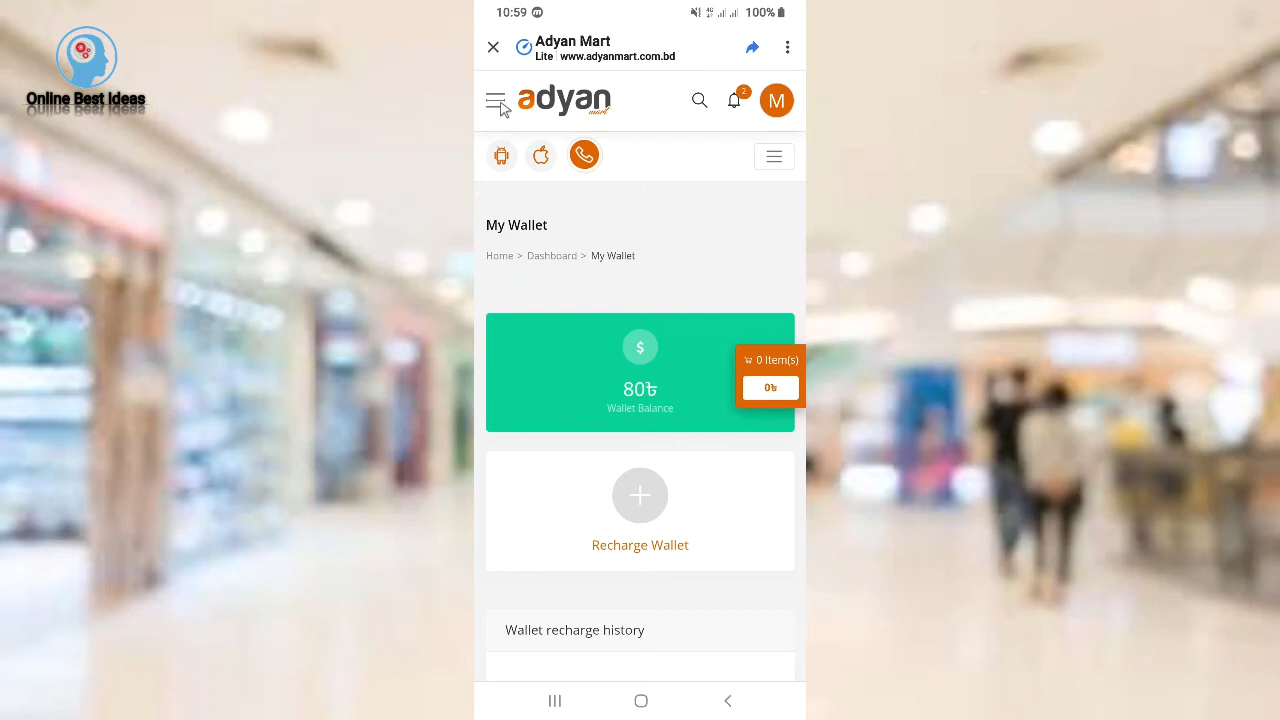 Online Best Ideas
10:59
100%
Adyan Mart
Lite www.adyanmart.com.bd
adyan
mart
2
M
My Wallet
Home > Dashboard > My Wallet
$
80৳
Wallet Balance
0 Item(s)
0৳
Recharge Wallet
Wallet recharge history